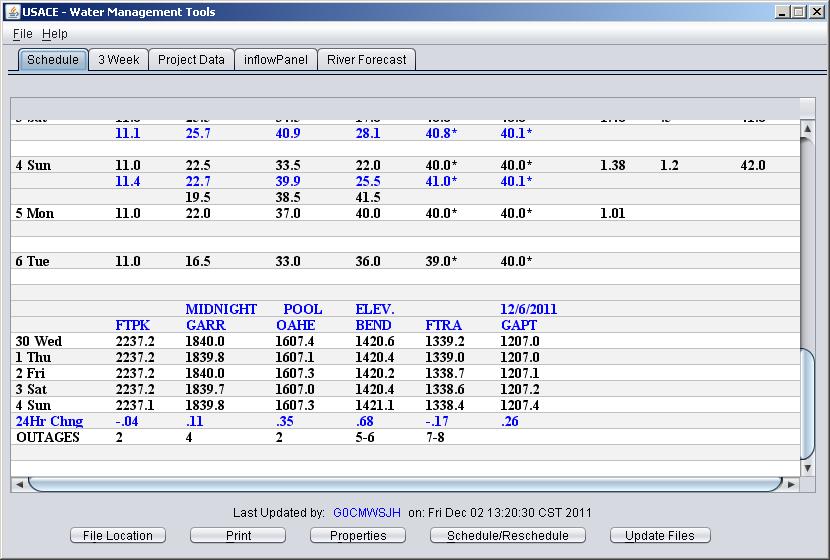 USACE - Water Management Tools
File Help
Schedule 3 Week Project Data inflowPanel River Forecast
11.1 25.7 40.9 28.1 40.8* 40.1*
4 Sun 11.0 22.5 33.5 22.0 40.0* 40.0* 1.38 1.2 42.0
11.4 22.7 39.9 25.5 41.0* 40.1*
19.5 38.5 41.5
5 Mon 11.0 22.0 37.0 40.0 40.0* 40.0* 1.01
6 Tue 11.0 16.5 33.0 36.0 39.0* 40.0*
MIDNIGHT POOL ELEV. 12/6/2011
FTPK GARR OAHE BEND FTRA GAPT
30 Wed 2237.2 1840.0 1607.4 1420.6 1339.2 1207.0
1 Thu 2237.2 1839.8 1607.1 1420.4 1339.0 1207.0
2 Fri 2237.2 1840.0 1607.3 1420.2 1338.7 1207.1
3 Sat 2237.2 1839.7 1607.0 1420.4 1338.6 1207.2
4 Sun 2237.1 1839.8 1607.3 1421.1 1338.4 1207.4
24Hr Chng -.04 .11 .35 .68 -.17 .26
OUTAGES 2 4 2 5-6 7-8
Last Updated by: G0CMWSJH on: Fri Dec 02 13:20:30 CST 2011
File Location Print Properties Schedule/Reschedule Update Files